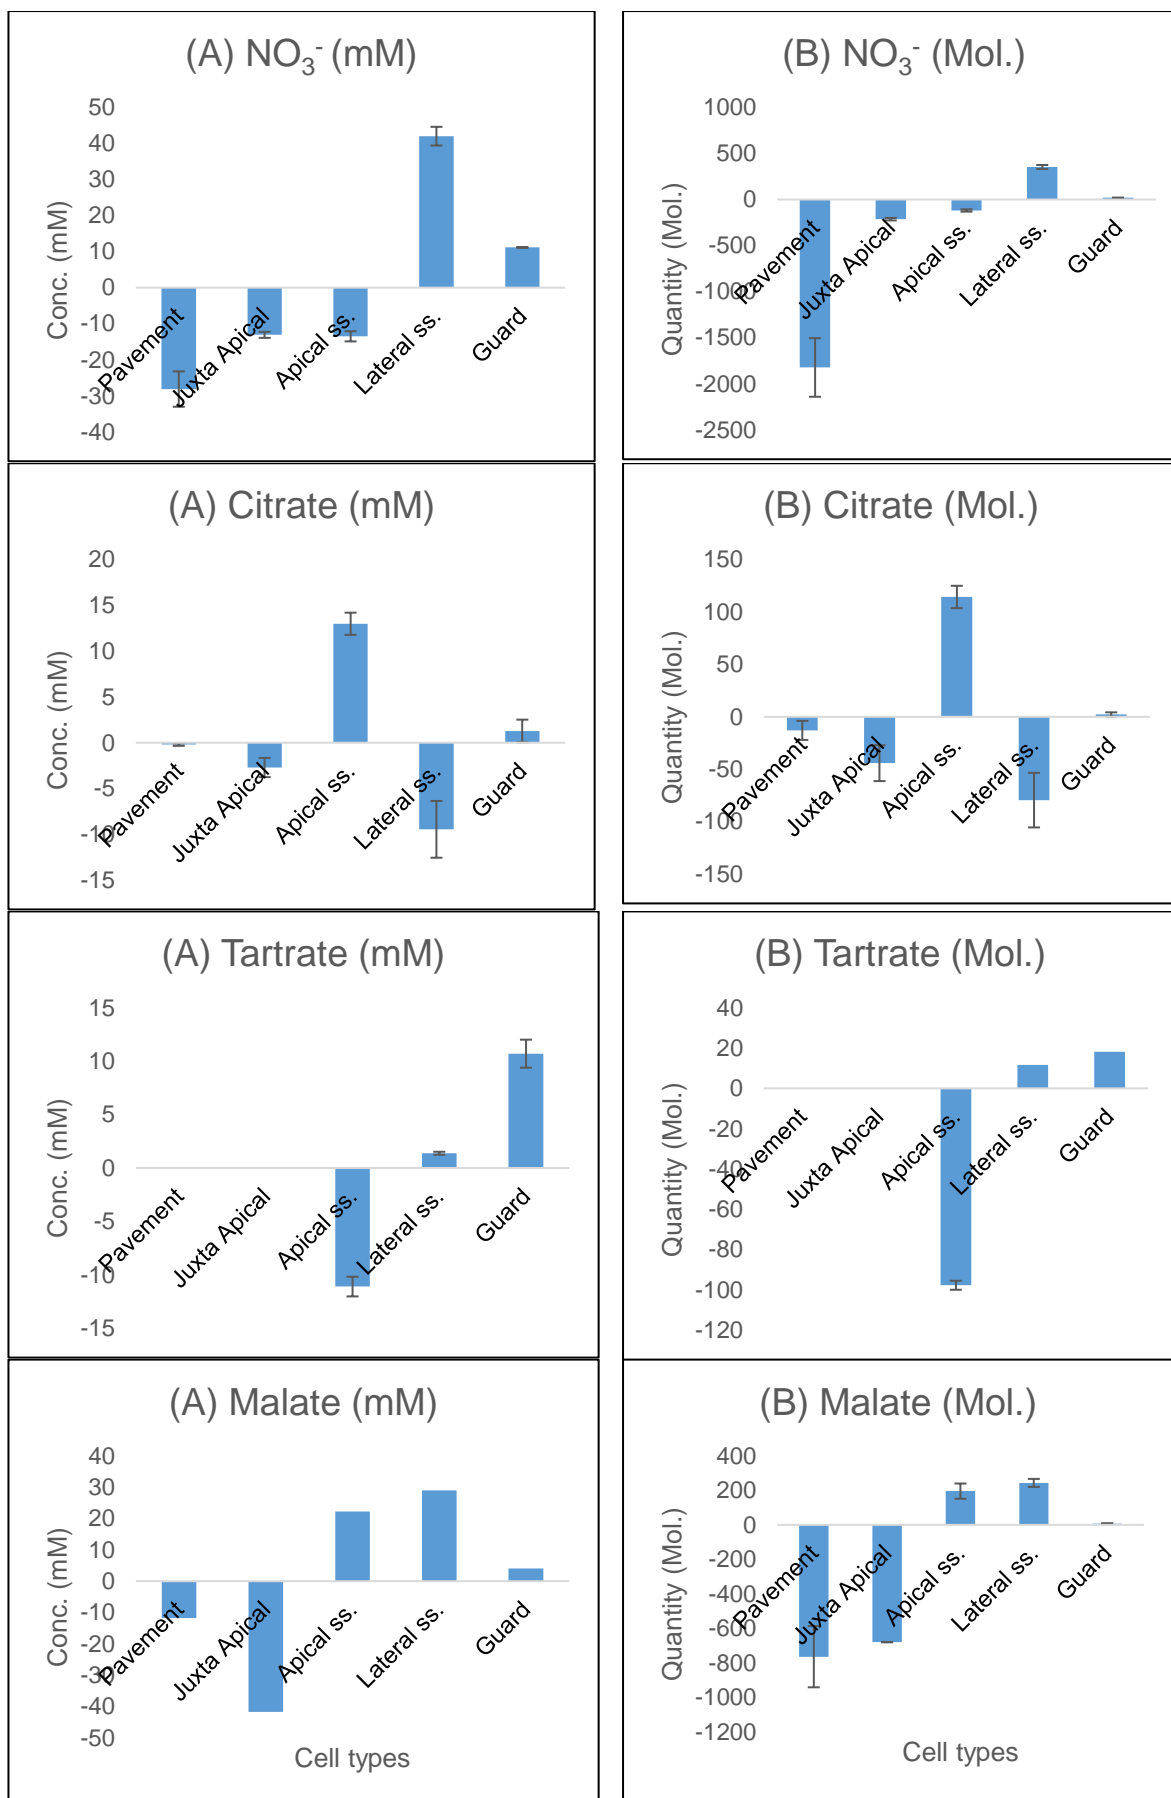 (A) NO₃⁻ (mM)
50
40
30
20
10
0
-10
-20
-30
-40
Conc. (mM)
Pavement
Juxta Apical
Apical ss.
Lateral ss.
Guard
(B) NO₃⁻ (Mol.)
1000
500
0
-500
-1000
-1500
-2000
-2500
Quantity (Mol.)
Pavement
Juxta Apical
Apical ss.
Lateral ss.
Guard
(A) Citrate (mM)
20
15
10
5
0
-5
-10
-15
Conc. (mM)
Pavement
Juxta Apical
Apical ss.
Lateral ss.
Guard
(B) Citrate (Mol.)
150
100
50
0
-50
-100
-150
Quantity (Mol.)
Pavement
Juxta Apical
Apical ss.
Lateral ss.
Guard
(A) Tartrate (mM)
15
10
5
0
-5
-10
-15
Conc. (mM)
Pavement
Juxta Apical
Apical ss.
Lateral ss.
Guard
(B) Tartrate (Mol.)
40
20
0
-20
-40
-60
-80
-100
-120
Quantity (Mol.)
Pavement
Juxta Apical
Apical ss.
Lateral ss.
Guard
(A) Malate (mM)
40
30
20
10
0
-10
-20
-30
-40
-50
Conc. (mM)
Pavement
Juxta Apical
Apical ss.
Lateral ss.
Guard
Cell types
(B) Malate (Mol.)
400
200
0
-200
-400
-600
-800
-1000
-1200
Quantity (Mol.)
Pavement
Juxta Apical
Apical ss.
Lateral ss.
Guard
Cell types